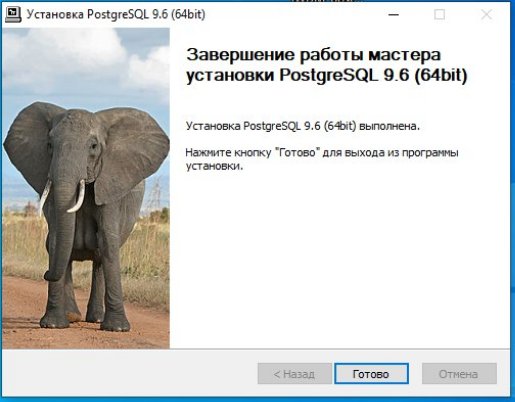 Установка PostgreSQL 9.6 (64bit)
Завершение работы мастера
установки PostgreSQL 9.6 (64bit)
Установка PostgreSQL 9.6 (64bit) выполнена.
Нажмите кнопку "Готово" для выхода из программы
установки.
< Назад
Готово
Отмена